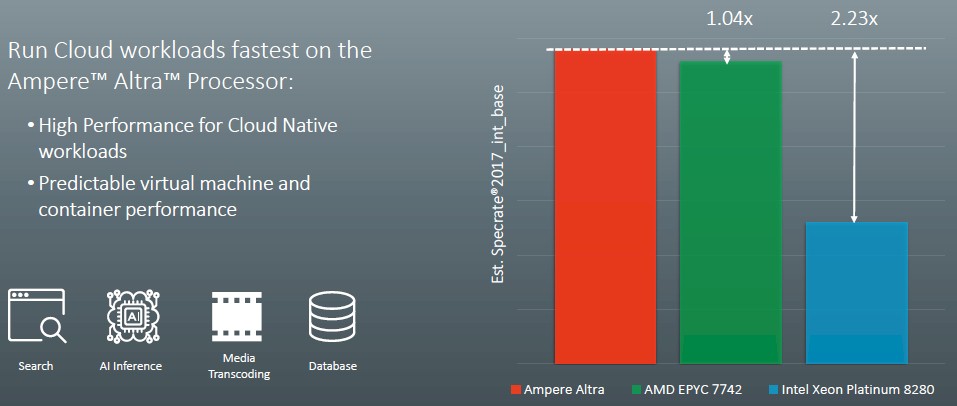 Run Cloud workloads fastest on the
Ampere™ Altra™ Processor:
• High Performance for Cloud Native
workloads
• Predictable virtual machine and
container performance
Search
AI
AI Inference
Media
Transcoding
Database
1.04x
2.23x
Est. Specrate®2017_int_base
Ampere Altra
AMD EPYC 7742
Intel Xeon Platinum 8280